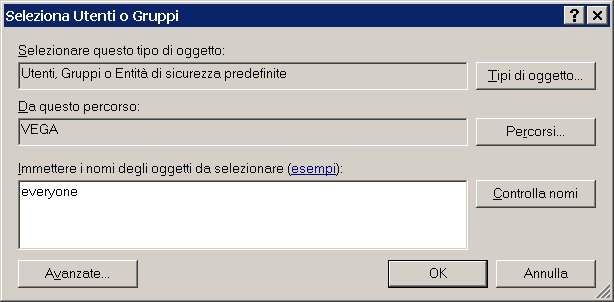 Seleziona Utenti o Gruppi
Selezionare questo tipo di oggetto:
Utenti, Gruppi o Entità di sicurezza predefinite
Tipi di oggetto...
Da questo percorso:
VEGA
Percorsi...
Immettere i nomi degli oggetti da selezionare (esempi):
everyone
Controlla nomi
Avanzate...
OK
Annulla